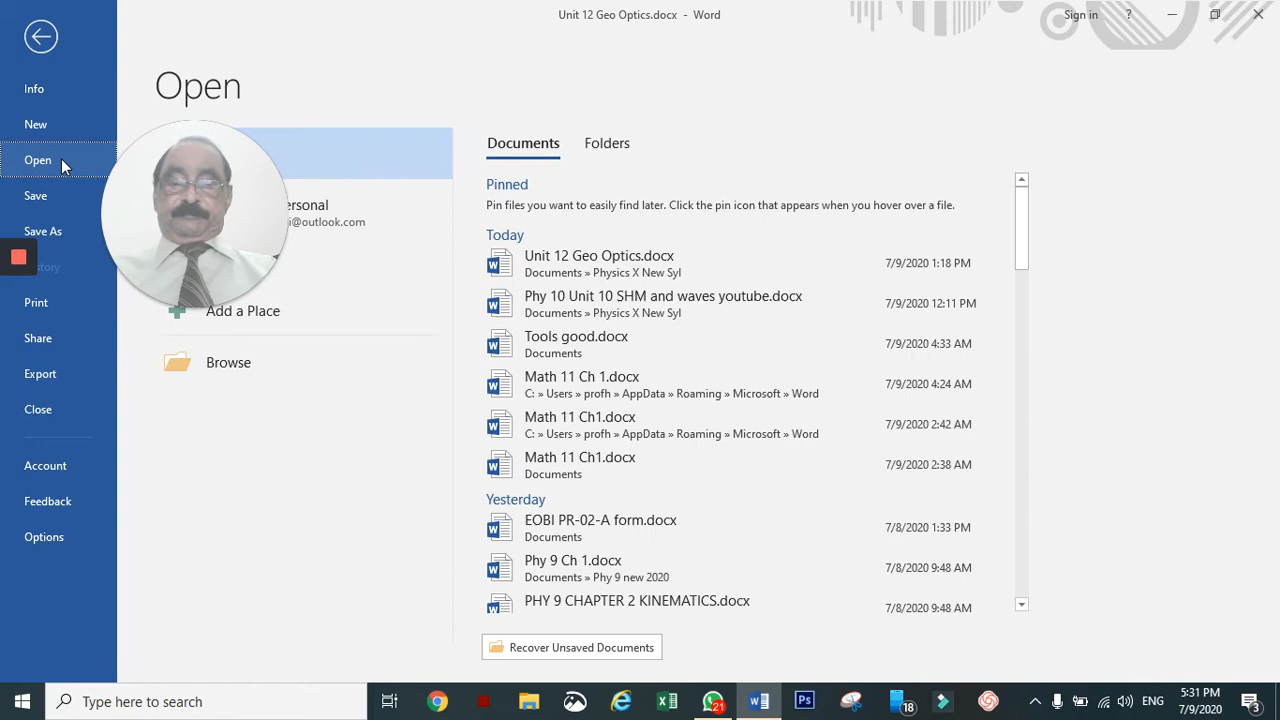 Unit 12 Geo Optics.docx - Word
Sign in
?
Info
New
Open
Save
Save As
Print
Share
Export
Close
Account
Feedback
Options
Open
ersonal
i@outlook.com
Add a Place
Browse
Documents Folders
Pinned
Pin files you want to easily find later. Click the pin icon that appears when you hover over a file.
Today
Unit 12 Geo Optics.docx
Documents » Physics X New Syl
7/9/2020 1:18 PM
Phy 10 Unit 10 SHM and waves youtube.docx
Documents » Physics X New Syl
7/9/2020 12:11 PM
Tools good.docx
Documents
7/9/2020 4:33 AM
Math 11 Ch 1.docx
C: » Users » profh » AppData » Roaming » Microsoft » Word
7/9/2020 4:24 AM
Math 11 Ch1.docx
C: » Users » profh » AppData » Roaming » Microsoft » Word
7/9/2020 2:42 AM
Math 11 Ch1.docx
Documents
7/9/2020 2:38 AM
Yesterday
EOBI PR-02-A form.docx
Documents
7/8/2020 1:33 PM
Phy 9 Ch 1.docx
Documents » Phy 9 new 2020
7/8/2020 9:48 AM
PHY 9 CHAPTER 2 KINEMATICS.docx
7/8/2020 9:48 AM
Recover Unsaved Documents
Type here to search
21
Ps
18
ENG
5:31 PM
7/9/2020
3